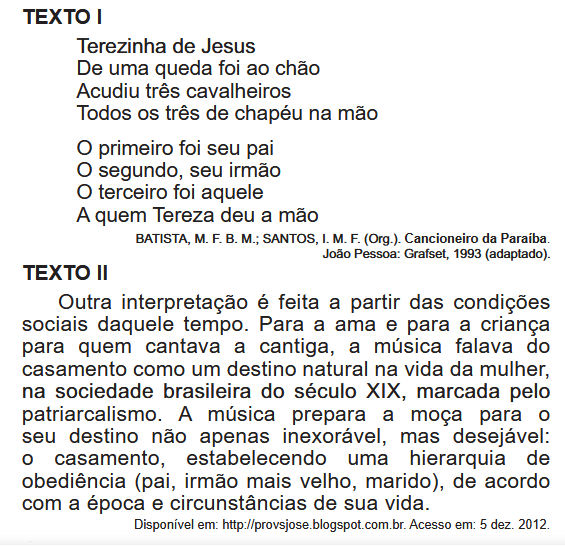 TEXTO I
Terezinha de Jesus
De uma queda foi ao chão
Acudiu três cavalheiros
Todos os três de chapéu na mão
O primeiro foi seu pai
O segundo, seu irmão
O terceiro foi aquele
A quem Tereza deu a mão
BATISTA, M. F. B. M.; SANTOS, I. M. F. (Org.). Cancioneiro da Paraíba.
João Pessoa: Grafset, 1993 (adaptado).
TEXTO II
Outra interpretação é feita a partir das condições
sociais daquele tempo. Para a ama e para a criança
para quem cantava a cantiga, a música falava do
casamento como um destino natural na vida da mulher,
na sociedade brasileira do século XIX, marcada pelo
patriarcalismo. A música prepara a moça para o
seu destino não apenas inexorável, mas desejável:
o casamento, estabelecendo uma hierarquia de
obediência (pai, irmão mais velho, marido), de acordo
com a época e circunstâncias de sua vida.
Disponível em: http://provsjose.blogspot.com.br. Acesso em: 5 dez. 2012.